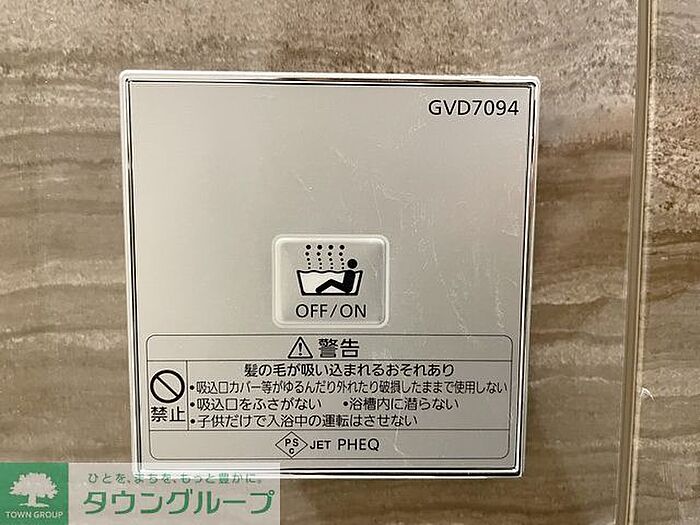 GVD7094
OFF/ON
警告
髪の毛が吸い込まれるおそれあり
禁止
•吸込口カバー等がゆるんだり外れたり破損したままで使用しない
•吸込口をふさがない •浴槽内に潜らない
•子供だけで入浴中の運転はさせない
PS C JET PHEQ
ひとを、まちを、もっと豊かに。
タウングループ
TOWN GROUP